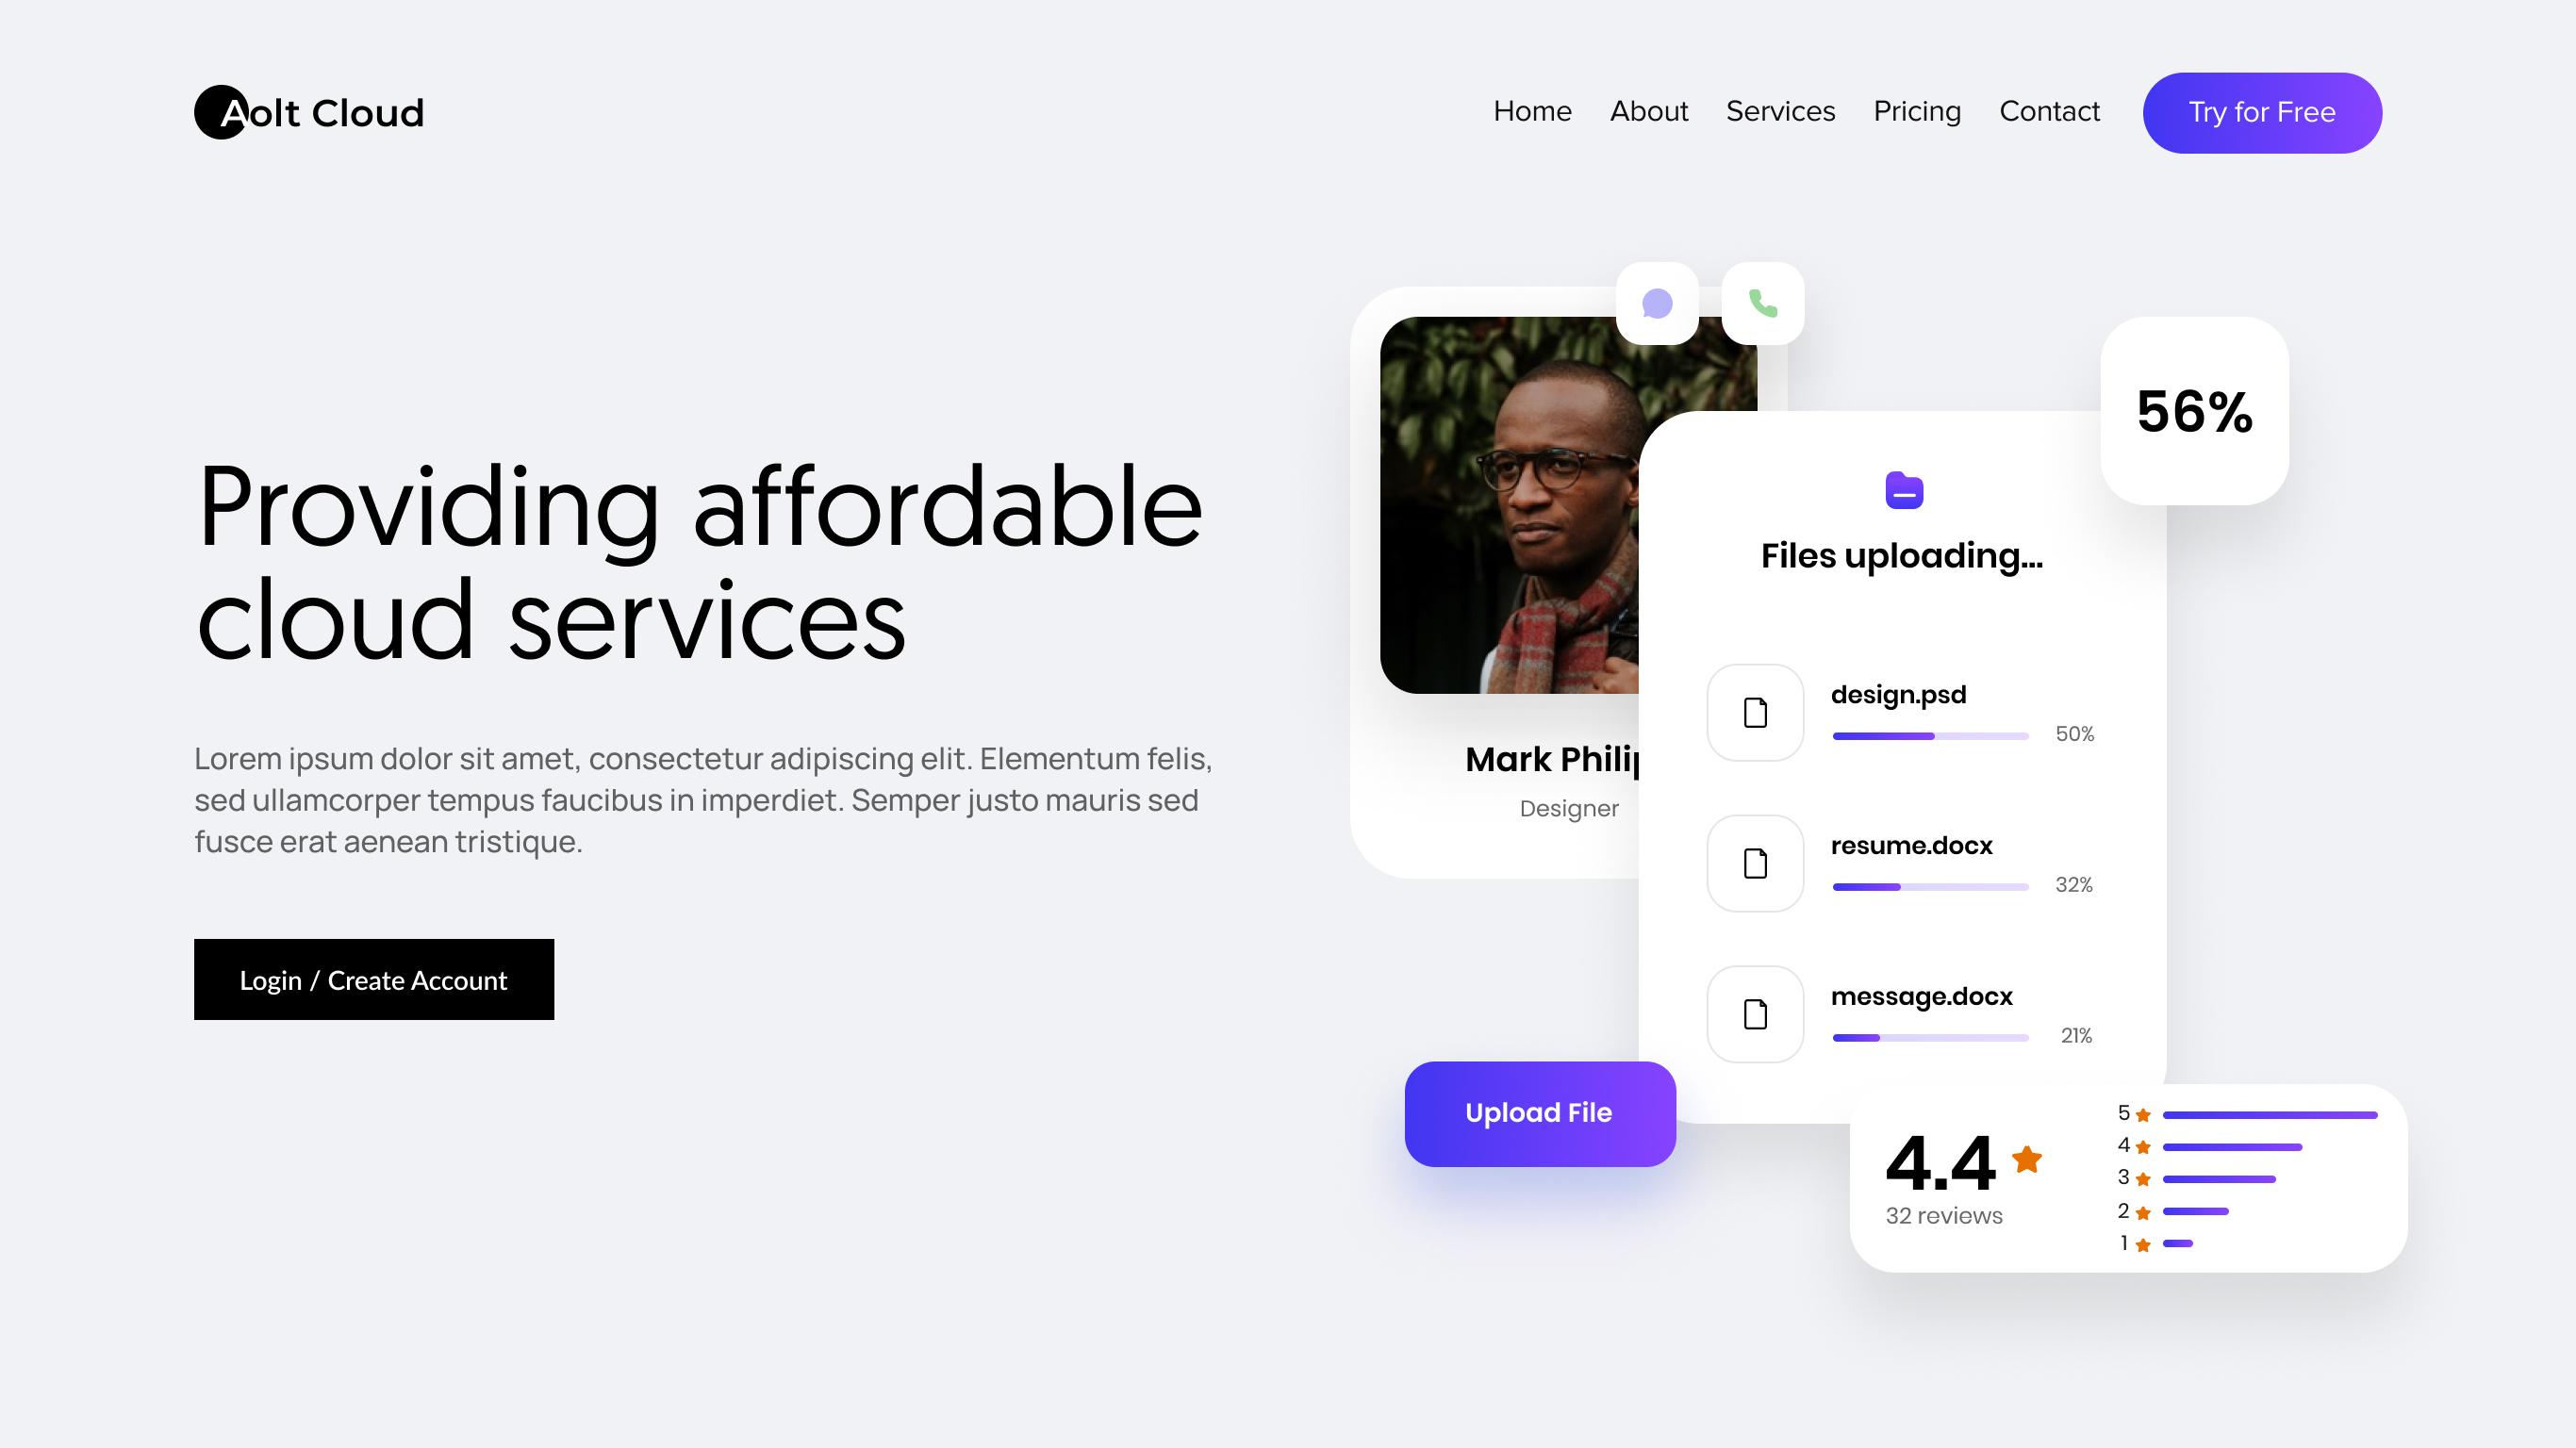 Aolt Cloud
Home About Services Pricing Contact Try for Free
Providing affordable
cloud services
Lorem ipsum dolor sit amet, consectetur adipiscing elit. Elementum felis,
sed ullamcorper tempus faucibus in imperdiet. Semper justo mauris sed
fusce erat aenean tristique.
Login / Create Account
Mark
Designer
56%
Files uploading...
design.psd
50%
resume.docx
32%
message.docx
21%
Upload File
4.4
32 reviews
5
4
3
2
1